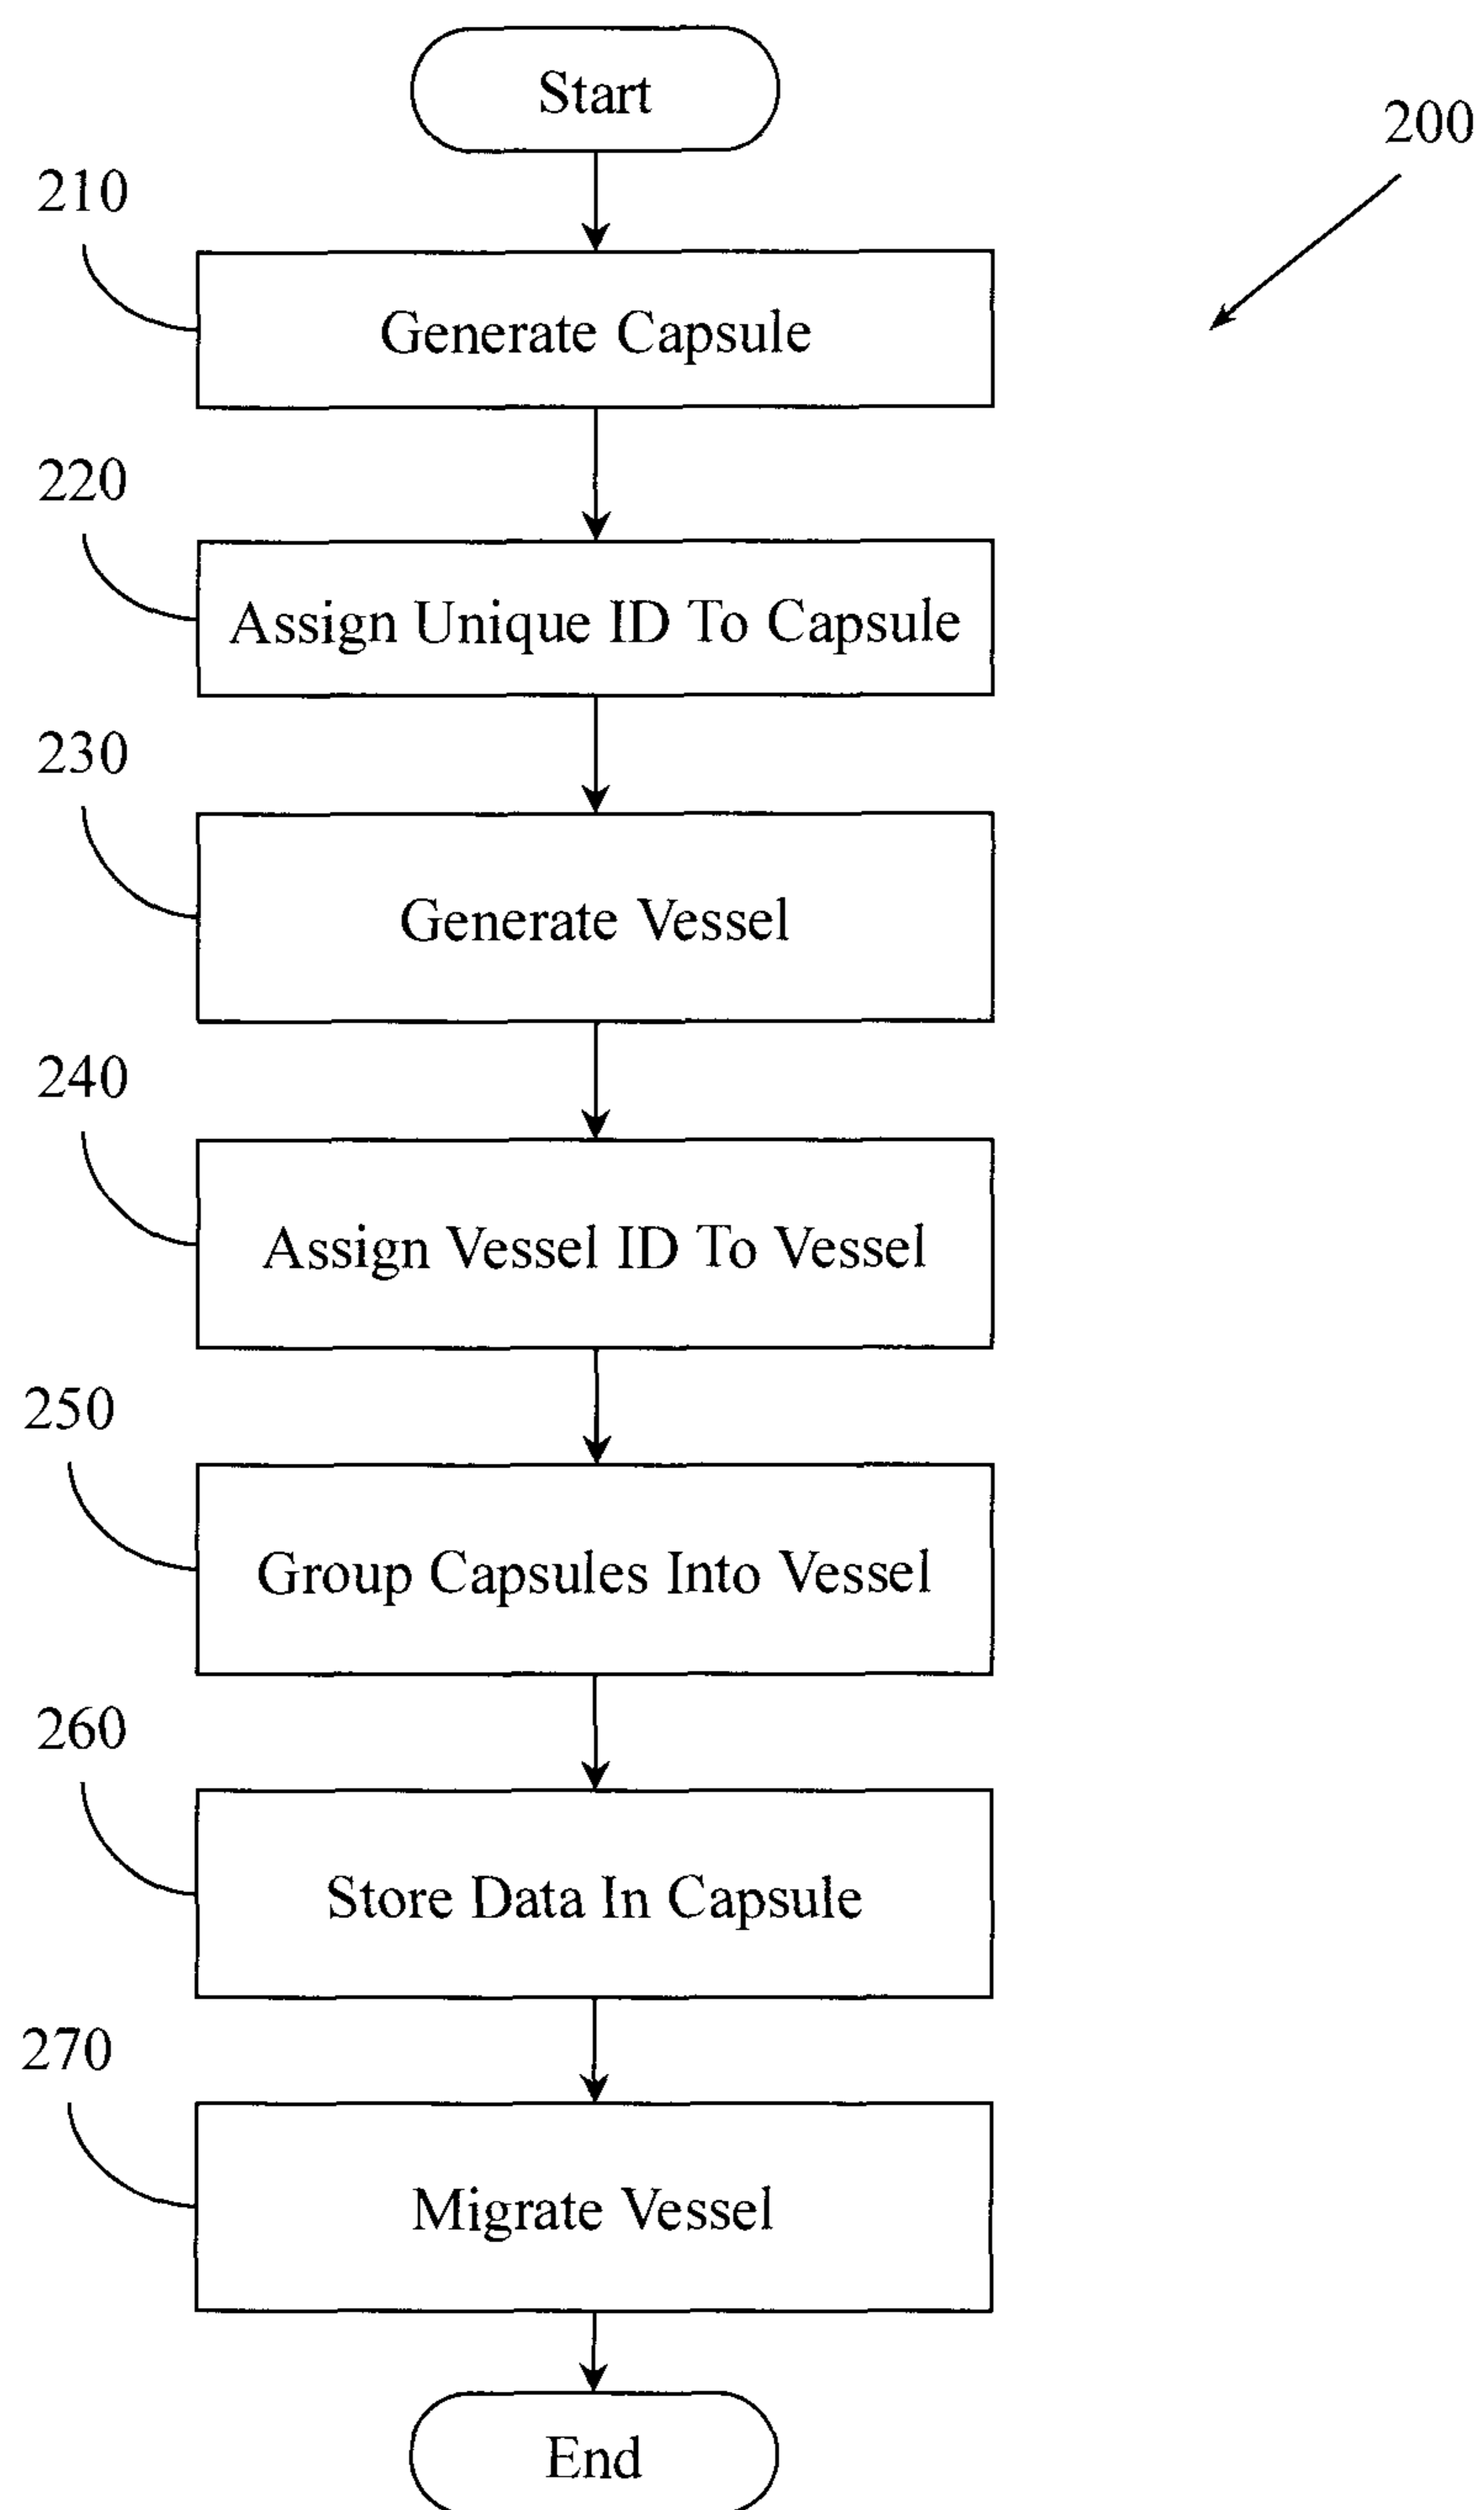 Start
200
210
Generate Capsule
220
Assign Unique ID To Capsule
230
Generate Vessel
240
Assign Vessel ID To Vessel
250
Group Capsules Into Vessel
260
Store Data In Capsule
270
Migrate Vessel
End